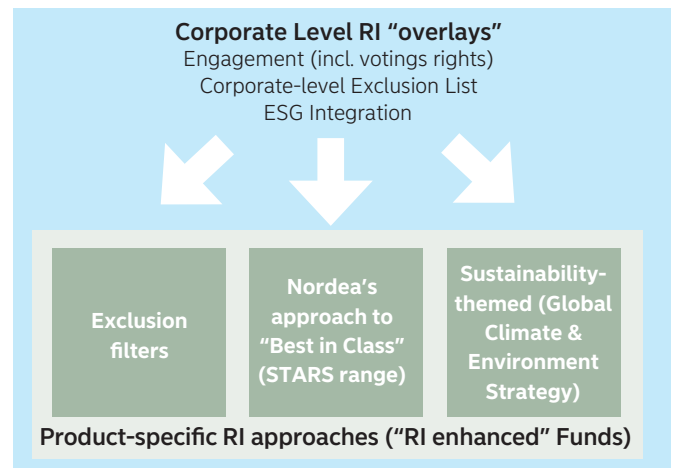 Corporate Level RI “overlays”
Engagement (incl. votings rights)
Corporate-level Exclusion List
ESG Integration
Exclusion
filters
Nordea’s
approach to
“Best in Class”
(STARS range)
Sustainability-
themed (Global
Climate &
Environment
Strategy)
Product-specific RI approaches (“RI enhanced” Funds)